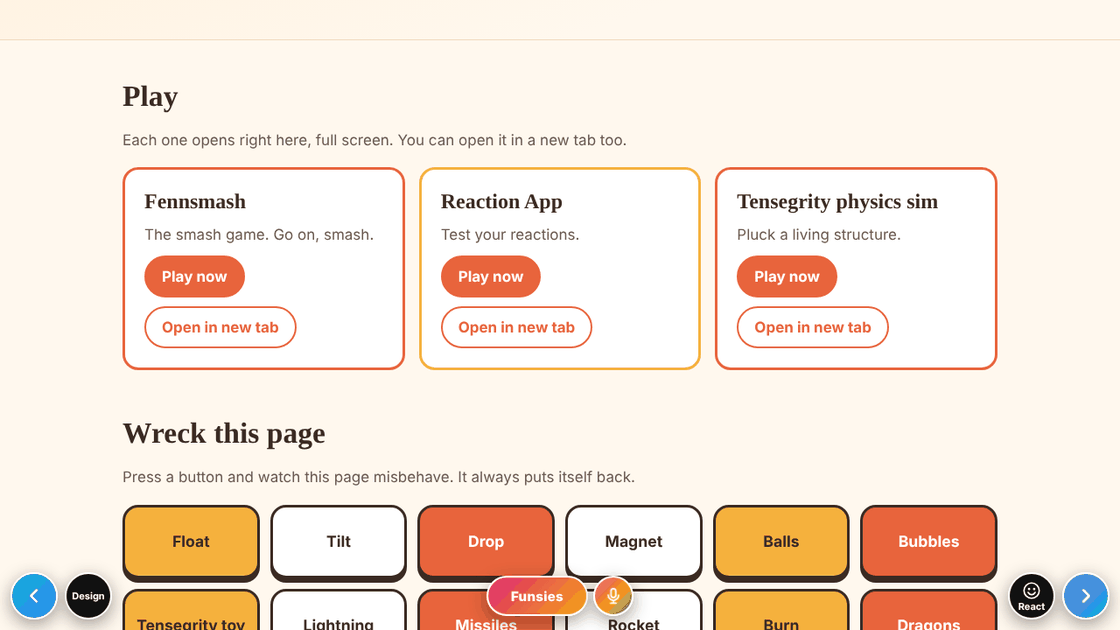 Play
Each one opens right here, full screen. You can open it in a new tab too.
Fennsmash
The smash game. Go on, smash.
Play now
Open in new tab
Reaction App
Test your reactions.
Play now
Open in new tab
Tensegrity physics sim
Pluck a living structure.
Play now
Open in new tab
Wreck this page
Press a button and watch this page misbehave. It always puts itself back.
Float
Tilt
Drop
Magnet
Balls
Bubbles
Tensegrity toy
Lightning
Missiles
Rocket
Burn
Dragons
Design
Funsies
React